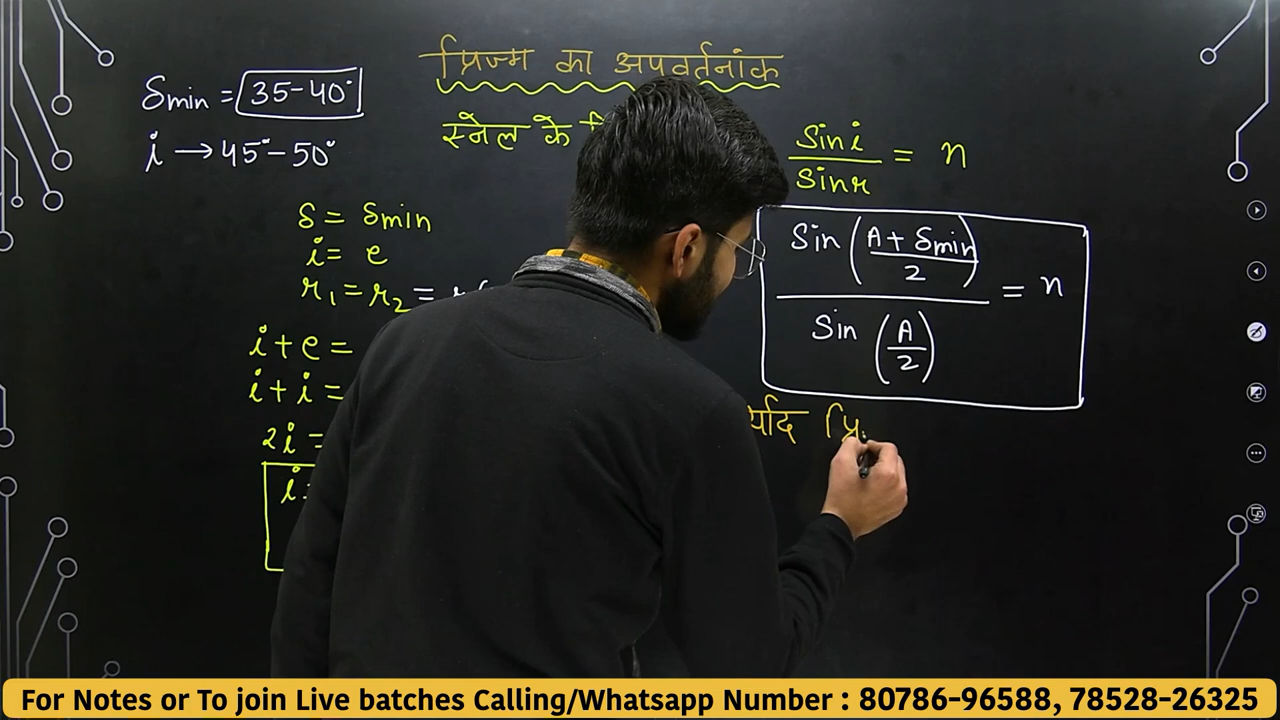 प्रिज्म का अपवर्तनांक
δmin = 35-40°
i → 45°-50°
स्नेल के
Sin i / Sin r = n
δ = δmin
i = e
r₁ = r₂ =
Sin (A + δmin / 2) / Sin (A / 2) = n
i + e =
i + i =
2i =
i =
For Notes or To join Live batches Calling/Whatsapp Number : 80786-96588, 78528-26325